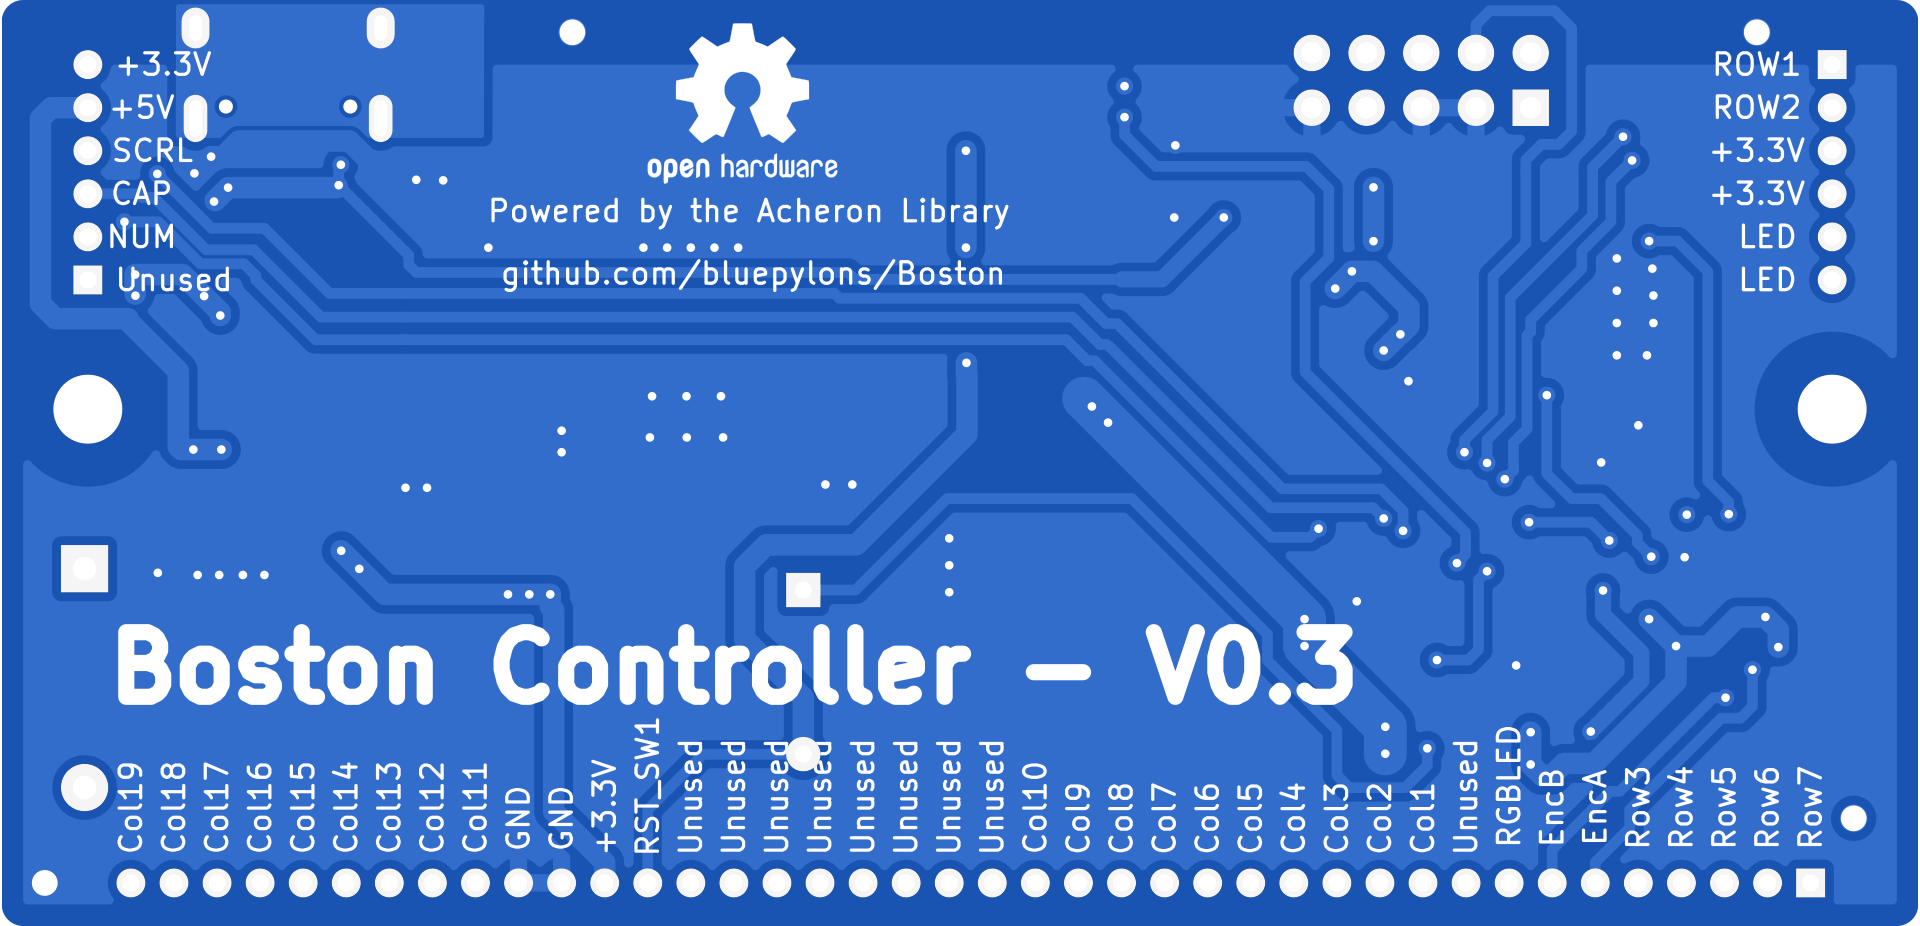 +3.3V
+5V
SCRL
CAP
NUM
Unused
open hardware
Powered by the Acheron Library
github.com/bluepylons/Boston
ROW1
ROW2
+3.3V
+3.3V
LED
LED
Boston Controller - V0.3
Col19
Col18
Col17
Col16
Col15
Col14
Col13
Col12
Col11
GND
GND
+3.3V
RST_SW1
Unused
Unused
Unused
Unused
Unused
Unused
Unused
Unused
Col10
Col9
Col8
Col7
Col6
Col5
Col4
Col3
Col2
Col1
Unused
RGBLED
EncB
EncA
Row3
Row4
Row5
Row6
Row7